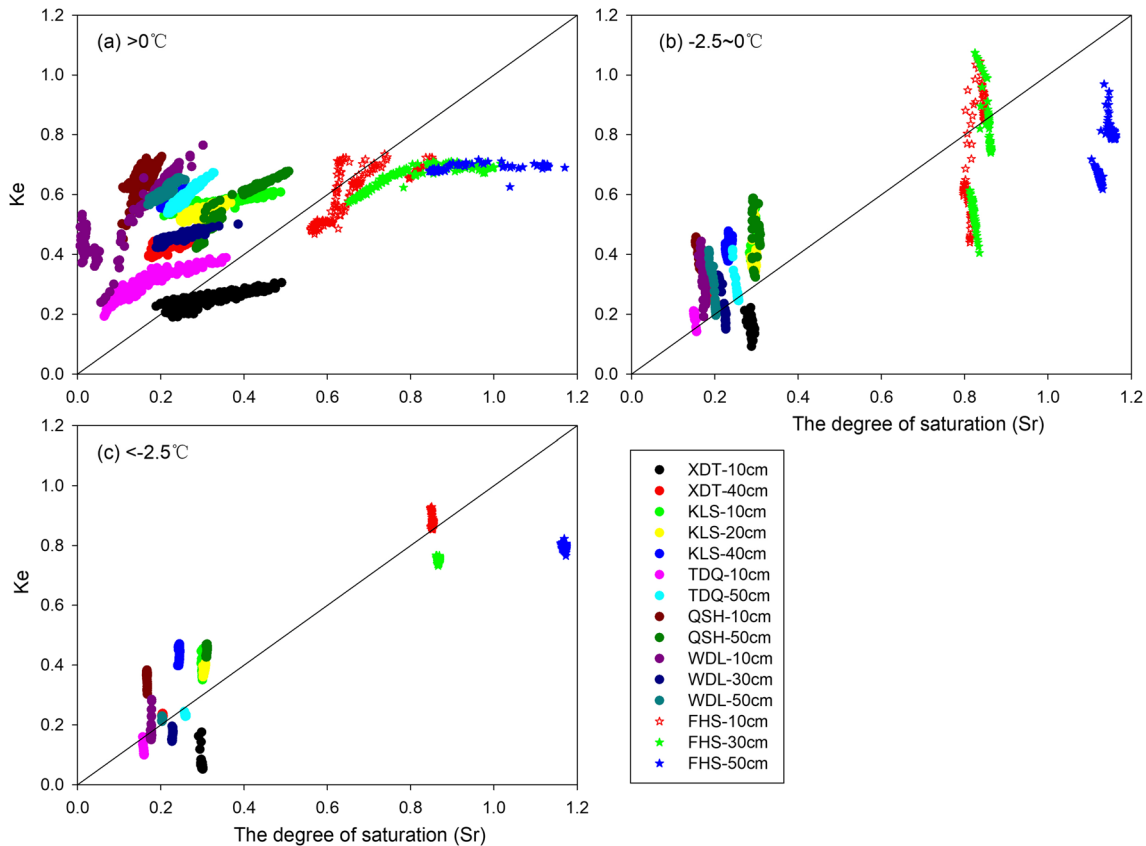 (a) >0℃
Ke
1.2
1.0
0.8
0.6
0.4
0.2
0.0
0.0 0.2 0.4 0.6 0.8 1.0 1.2
(b) -2.5~0℃
1.2
1.0
0.8
0.6
0.4
0.2
0.0
0.0 0.2 0.4 0.6 0.8 1.0 1.2
The degree of saturation (Sr)
(c) <-2.5℃
Ke
1.2
1.0
0.8
0.6
0.4
0.2
0.0
0.0 0.2 0.4 0.6 0.8 1.0 1.2
The degree of saturation (Sr)
XDT-10cm
XDT-40cm
KLS-10cm
KLS-20cm
KLS-40cm
TDQ-10cm
TDQ-50cm
QSH-10cm
QSH-50cm
WDL-10cm
WDL-30cm
WDL-50cm
FHS-10cm
FHS-30cm
FHS-50cm